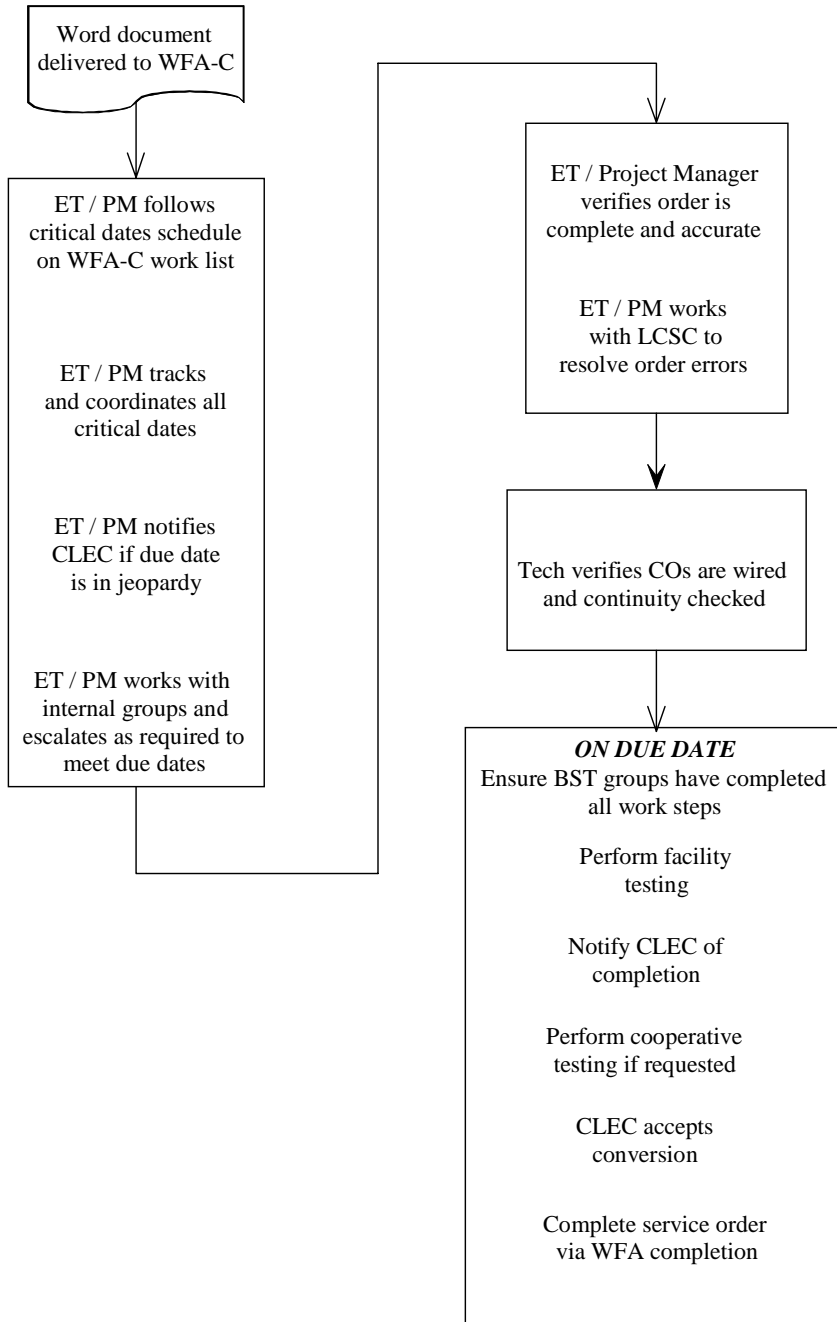 Word document
delivered to WFA-C
ET / PM follows
critical dates schedule
on WFA-C work list
ET / PM tracks
and coordinates all
critical dates
ET / PM notifies
CLEC if due date
is in jeopardy
ET / PM works with
internal groups and
escalates as required to
meet due dates
ET / Project Manager
verifies order is
complete and accurate
ET / PM works
with LCSC to
resolve order errors
Tech verifies COs are wired
and continuity checked
ON DUE DATE
Ensure BST groups have completed
all work steps
Perform facility
testing
Notify CLEC of
completion
Perform cooperative
testing if requested
CLEC accepts
conversion
Complete service order
via WFA completion